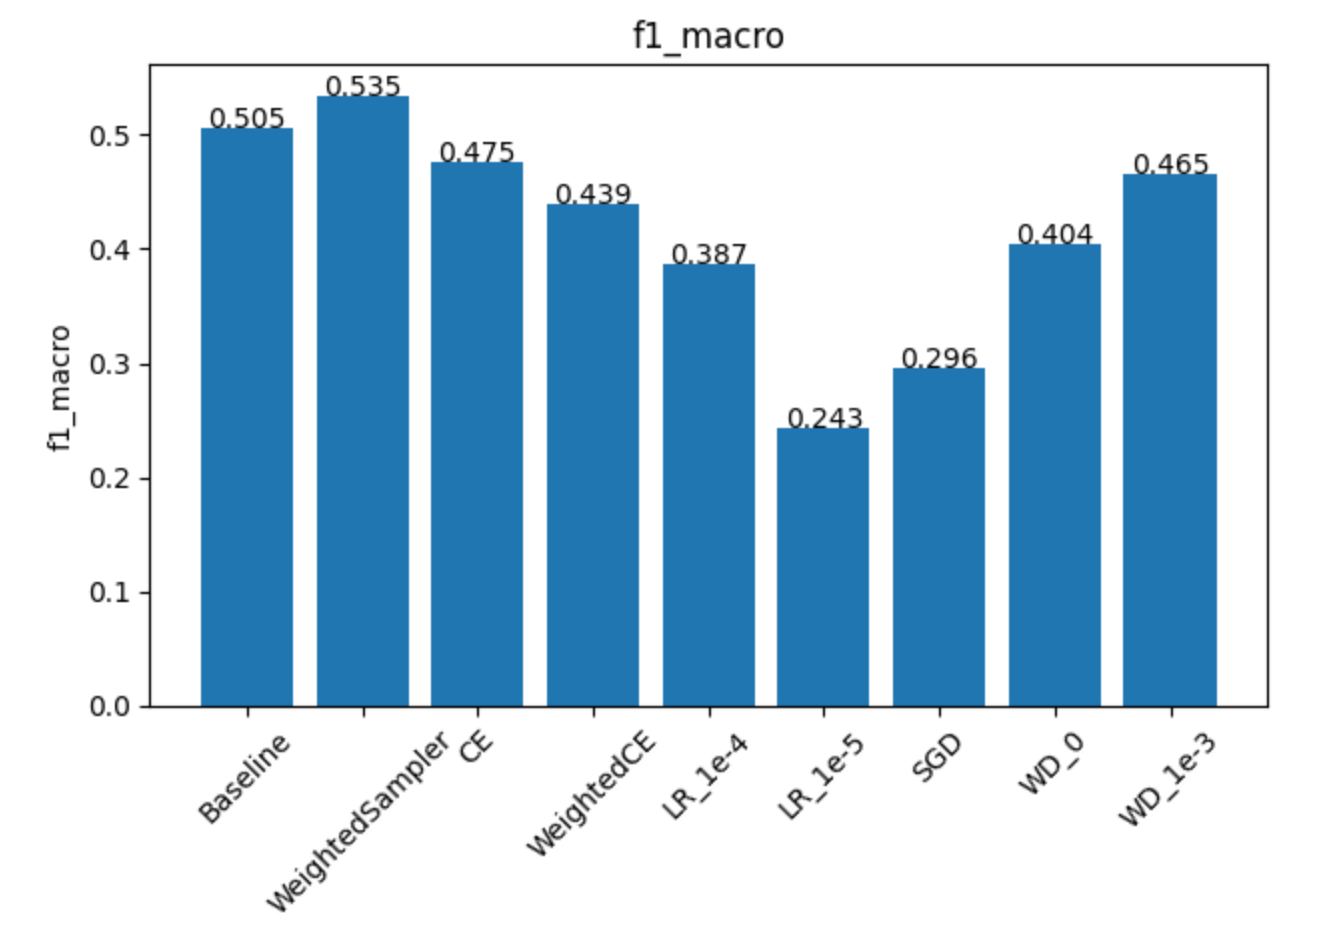 f1_macro
0.505
0.535
0.475
0.439
0.387
0.243
0.296
0.404
0.465
f1_macro
0.5
0.4
0.3
0.2
0.1
0.0
Baseline
WeightedSampler
CE
WeightedCE
LR_1e-4
LR_1e-5
SGD
WD_0
WD_1e-3